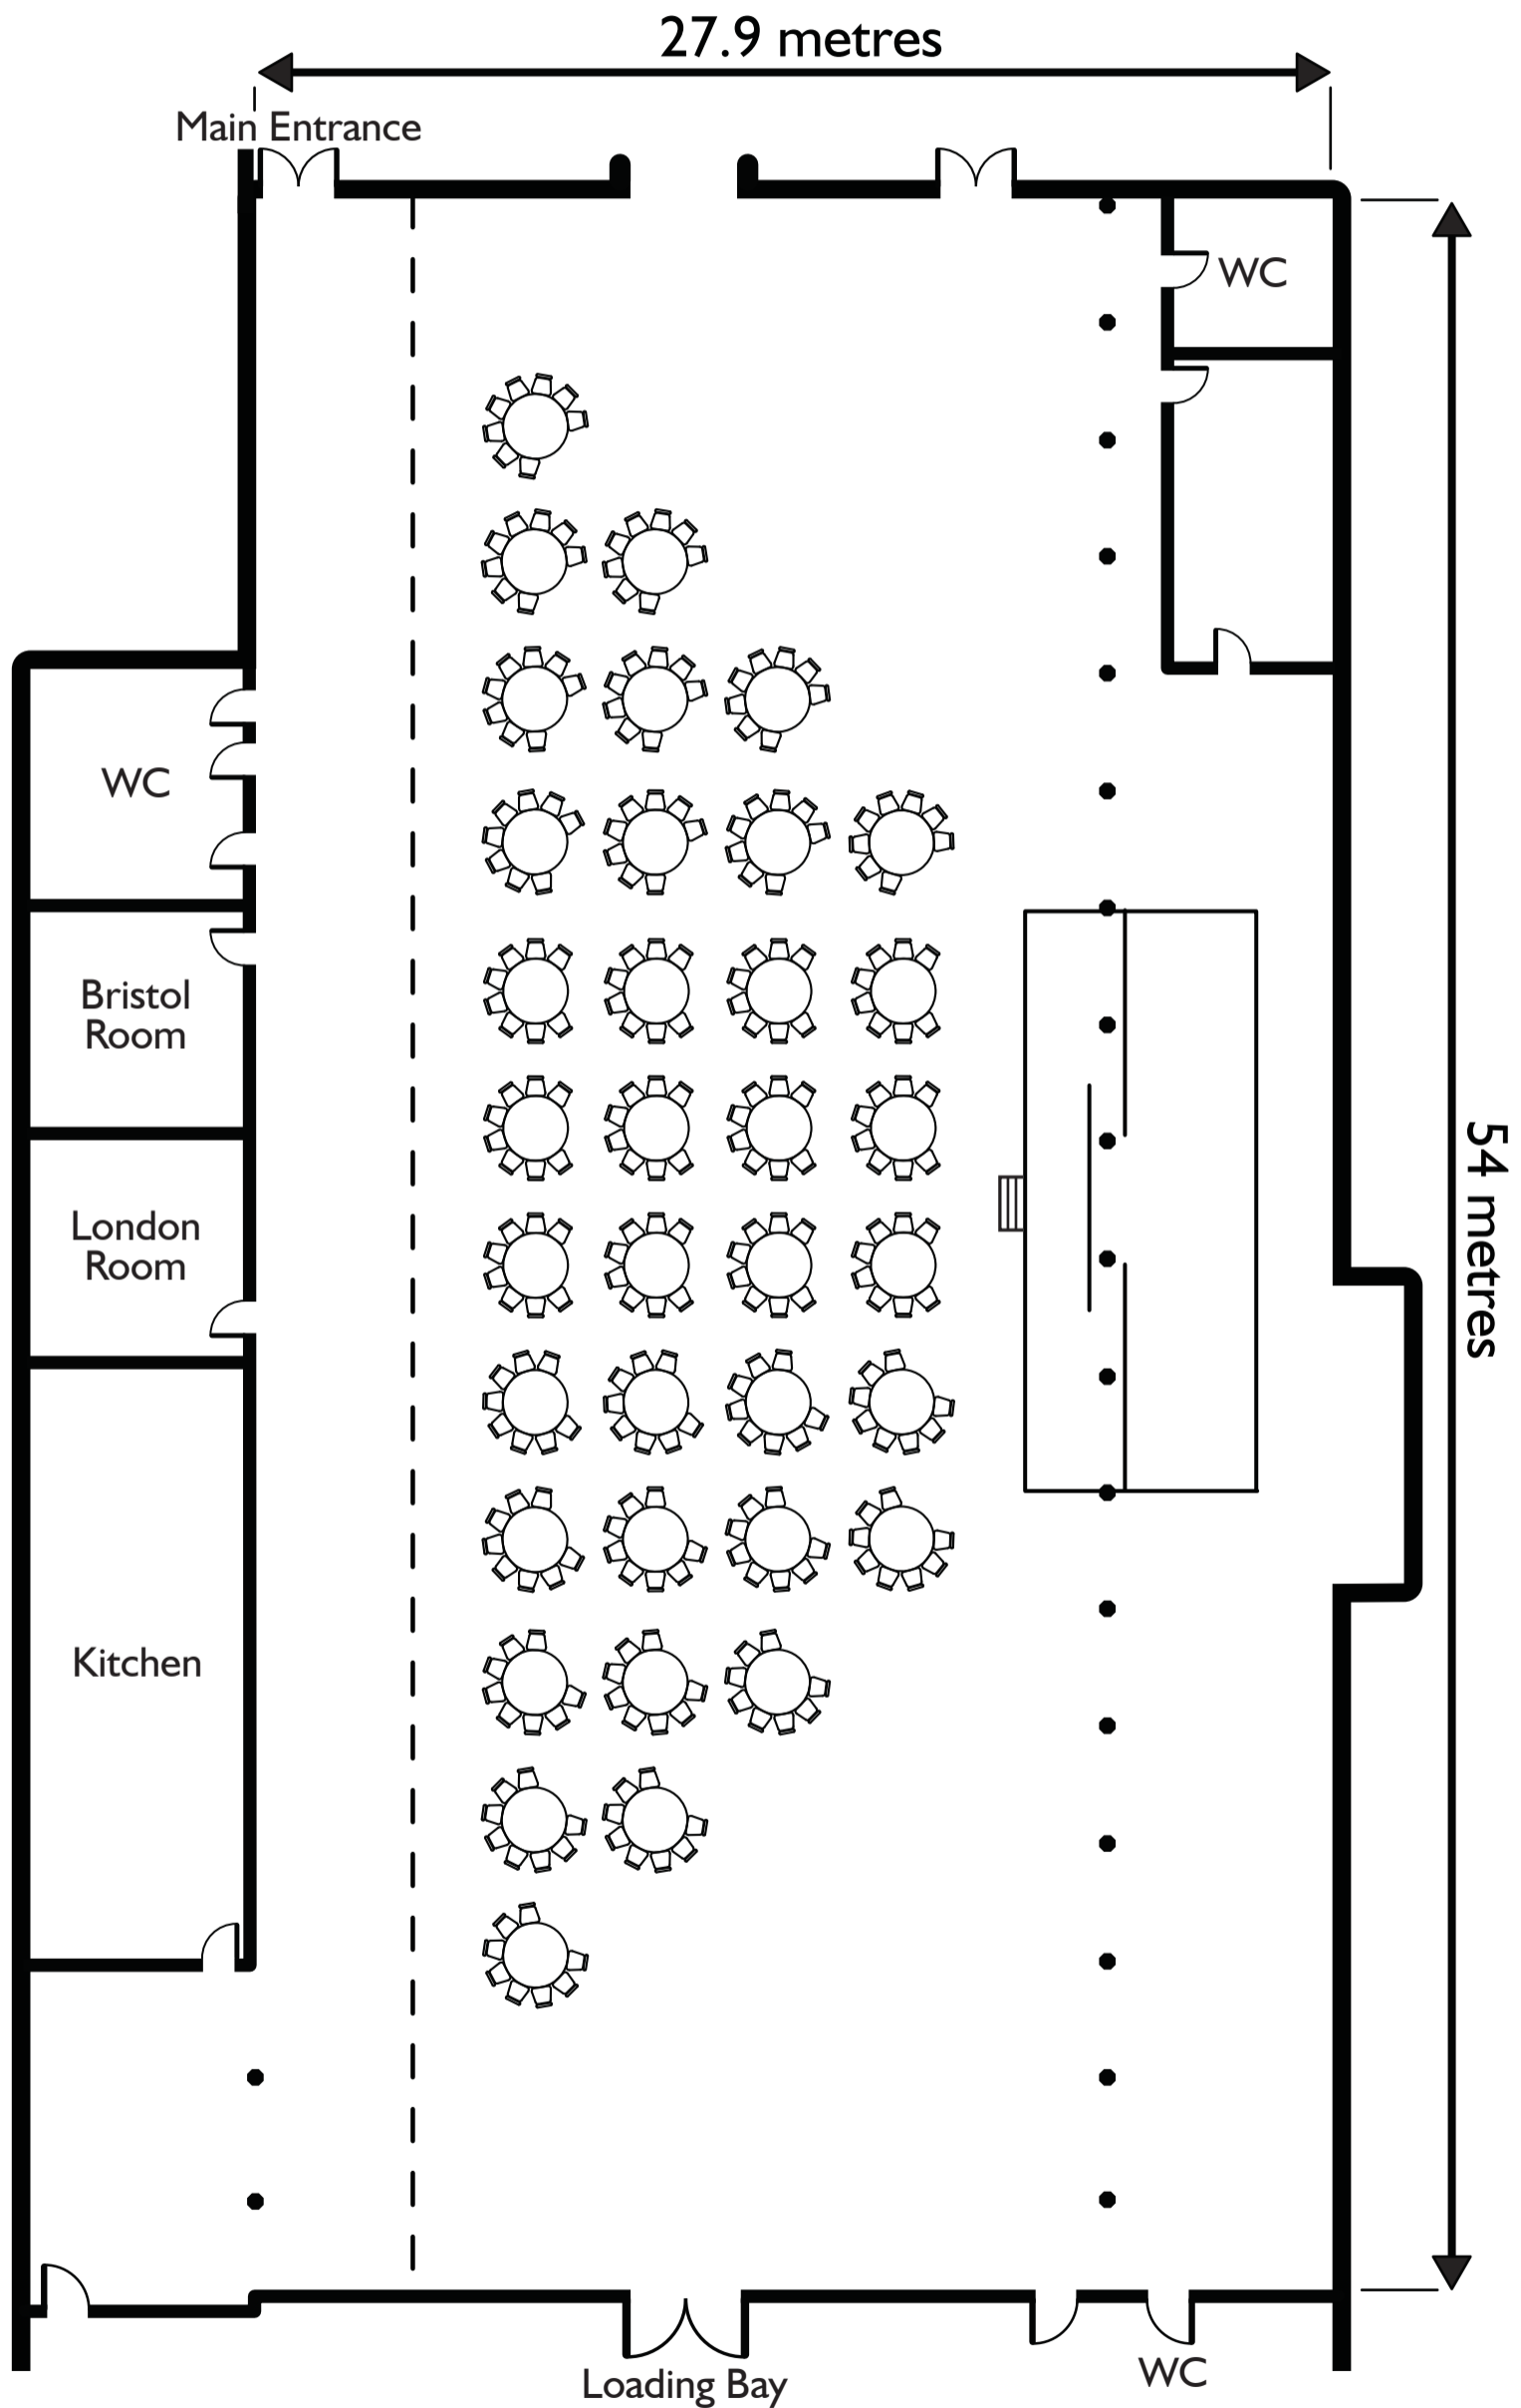 27.9 metres
Main Entrance
WC
WC
Bristol
Room
54 metres
London
Room
Kitchen
Loading Bay
WC